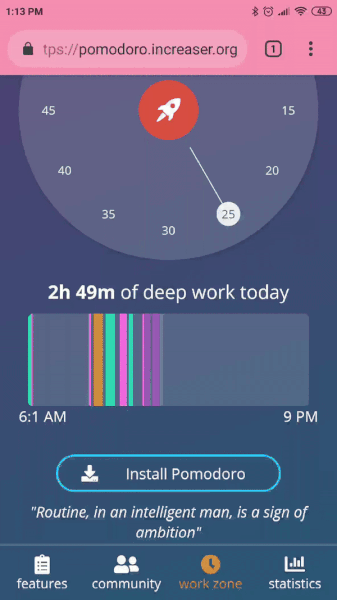 1:13 PM
43
tps://pomodoro.increaser.org
1
45
15
40
20
35
25
30
2h 49m of deep work today
6:1 AM
9 PM
Install Pomodoro
"Routine, in an intelligent man, is a sign of
ambition"
features
community
work zone
statistics